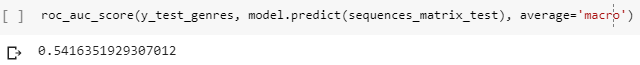 [ ] roc_auc_score(y_test_genres, model.predict(sequences_matrix_test), average='macro')
0.5416351929307012